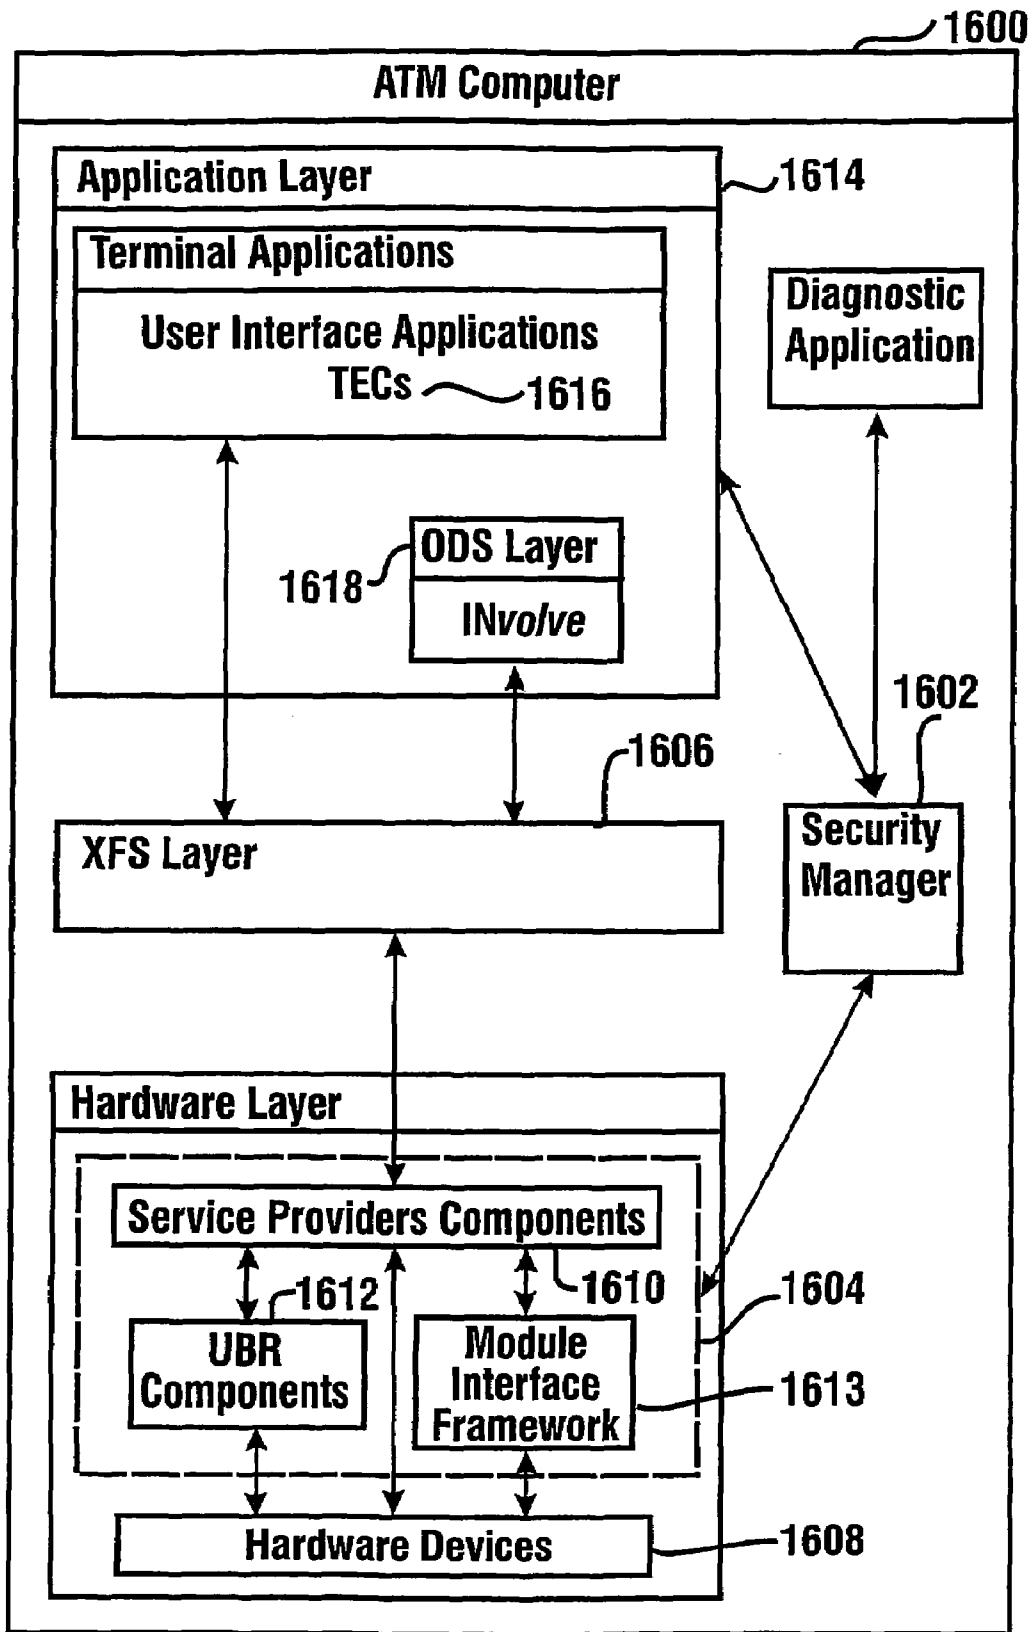 1600
ATM Computer
Application Layer
1614
Terminal Applications
User Interface Applications
TECs
1616
Diagnostic
Application
ODS Layer
1618
INvolve
1602
1606
XFS Layer
Security
Manager
Hardware Layer
Service Providers Components
1612
1610
1604
UBR
Components
Module
Interface
Framework
1613
Hardware Devices
1608